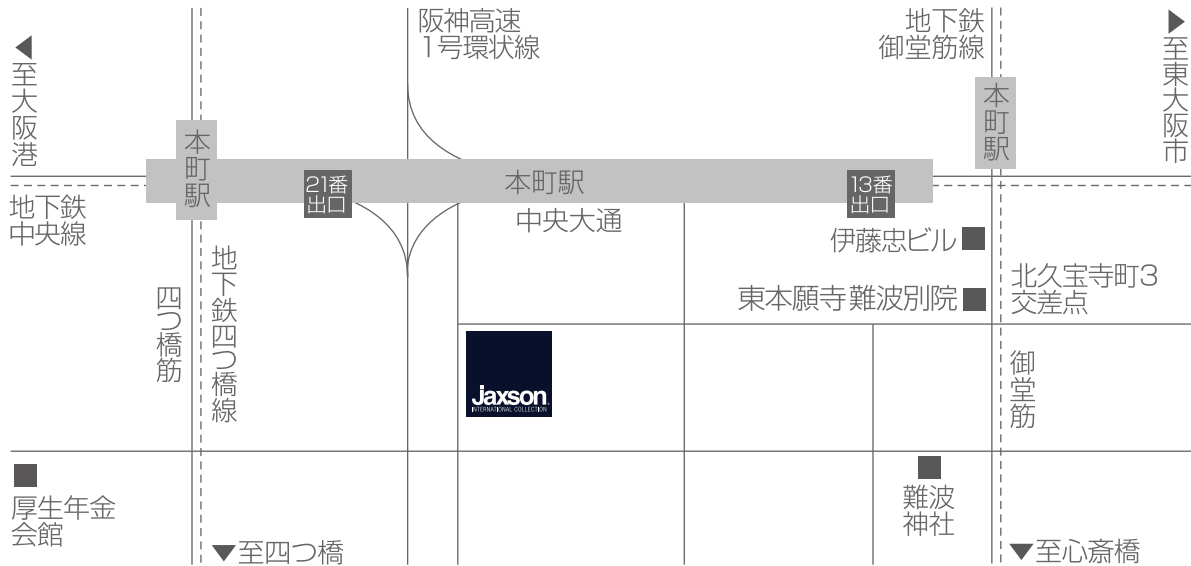 阪神高速
1号環状線
地下鉄
御堂筋線
至大阪港
至東大阪市
本町駅
本町駅
本町駅
21番
出口
13番
出口
中央大通
地下鉄
中央線
伊藤忠ビル
東本願寺難波別院
北久宝寺町3
交差点
四つ橋筋
地下鉄四つ橋線
jaxson
INTERNATIONAL COLLECTION
御堂筋
厚生年金
会館
難波
神社
至四つ橋
至心斎橋